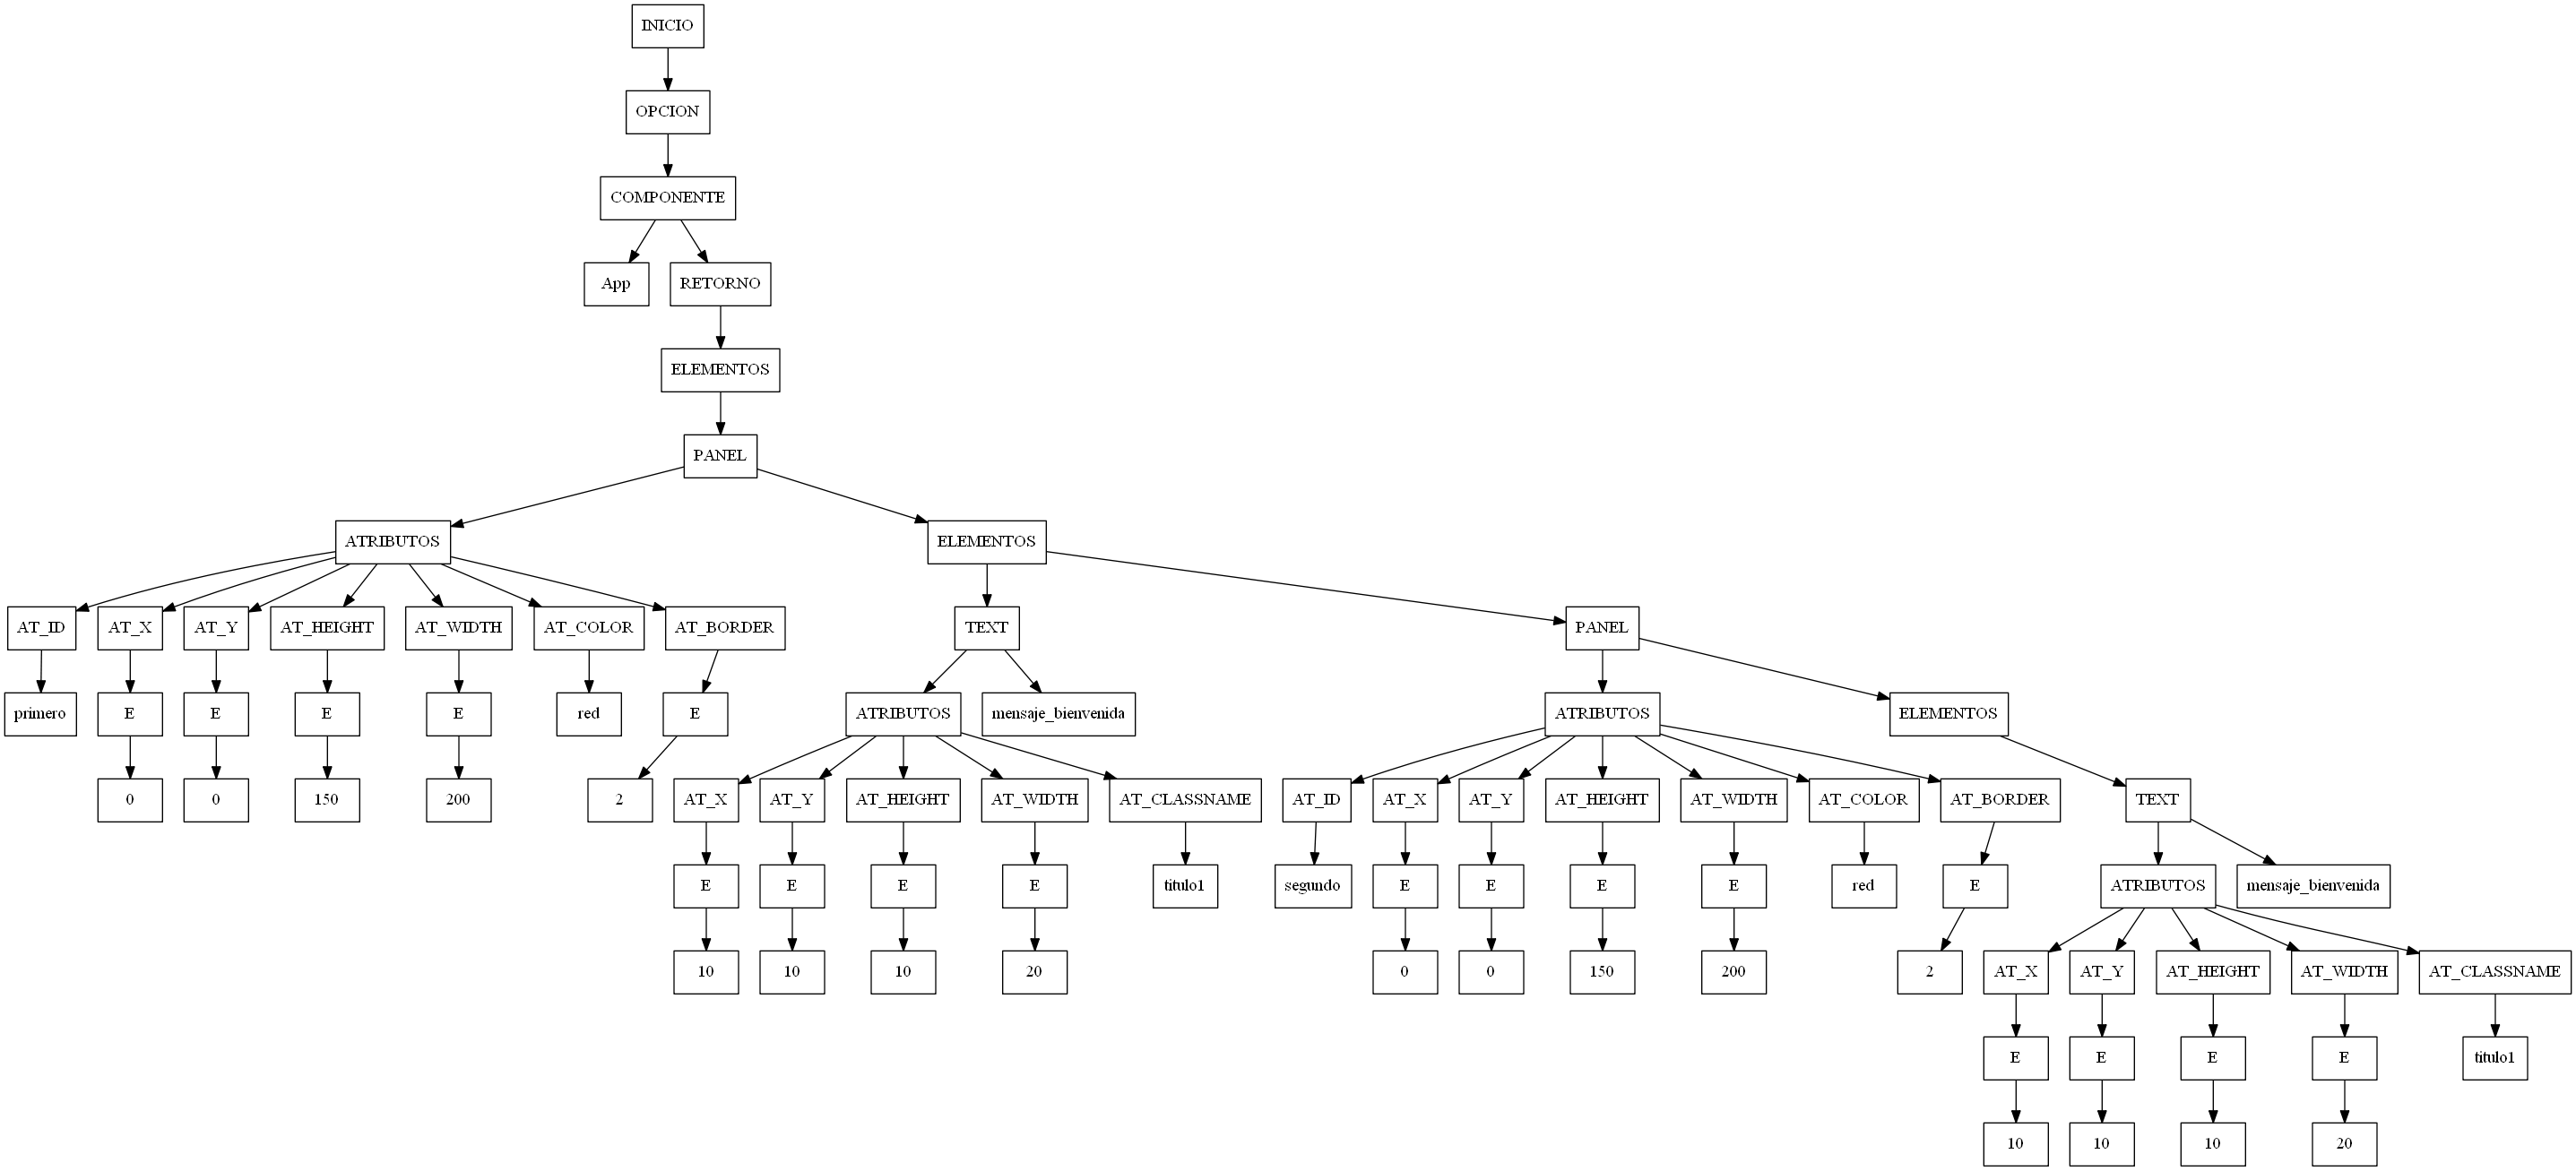 INICIO
OPCION
COMPONENTE
App RETORNO
ELEMENTOS
PANEL
ATRIBUTOS ELEMENTOS
AT_ID AT_X AT_Y AT_HEIGHT AT_WIDTH AT_COLOR AT_BORDER TEXT PANEL
primero E E E E red E ATRIBUTOS mensaje_bienvenida ATRIBUTOS ELEMENTOS
0 0 150 200 2 AT_X AT_Y AT_HEIGHT AT_WIDTH AT_CLASSNAME AT_ID AT_X AT_Y AT_HEIGHT AT_WIDTH AT_COLOR AT_BORDER TEXT
E E E E titulo1 segundo E E E E red E ATRIBUTOS mensaje_bienvenida
10 10 10 20 0 0 150 200 2 AT_X AT_Y AT_HEIGHT AT_WIDTH AT_CLASSNAME
E E E E titulo1
10 10 10 20